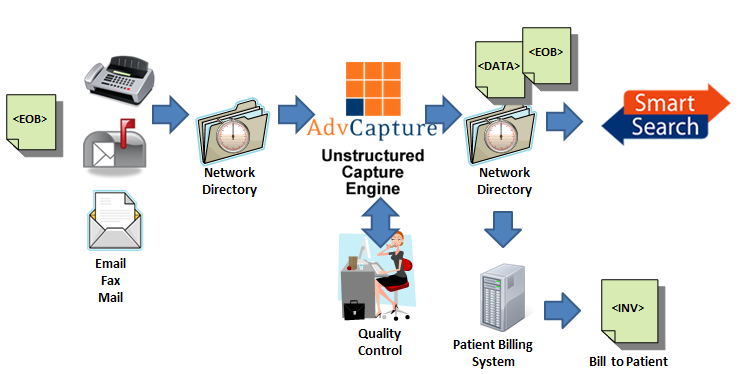 <EOB>
Email
Fax
Mail
Network
Directory
AdvCapture
Unstructured
Capture
Engine
Quality
Control
<DATA>
<EOB>
Network
Directory
Smart
Search
Patient Billing
System
<INV>
Bill to Patient